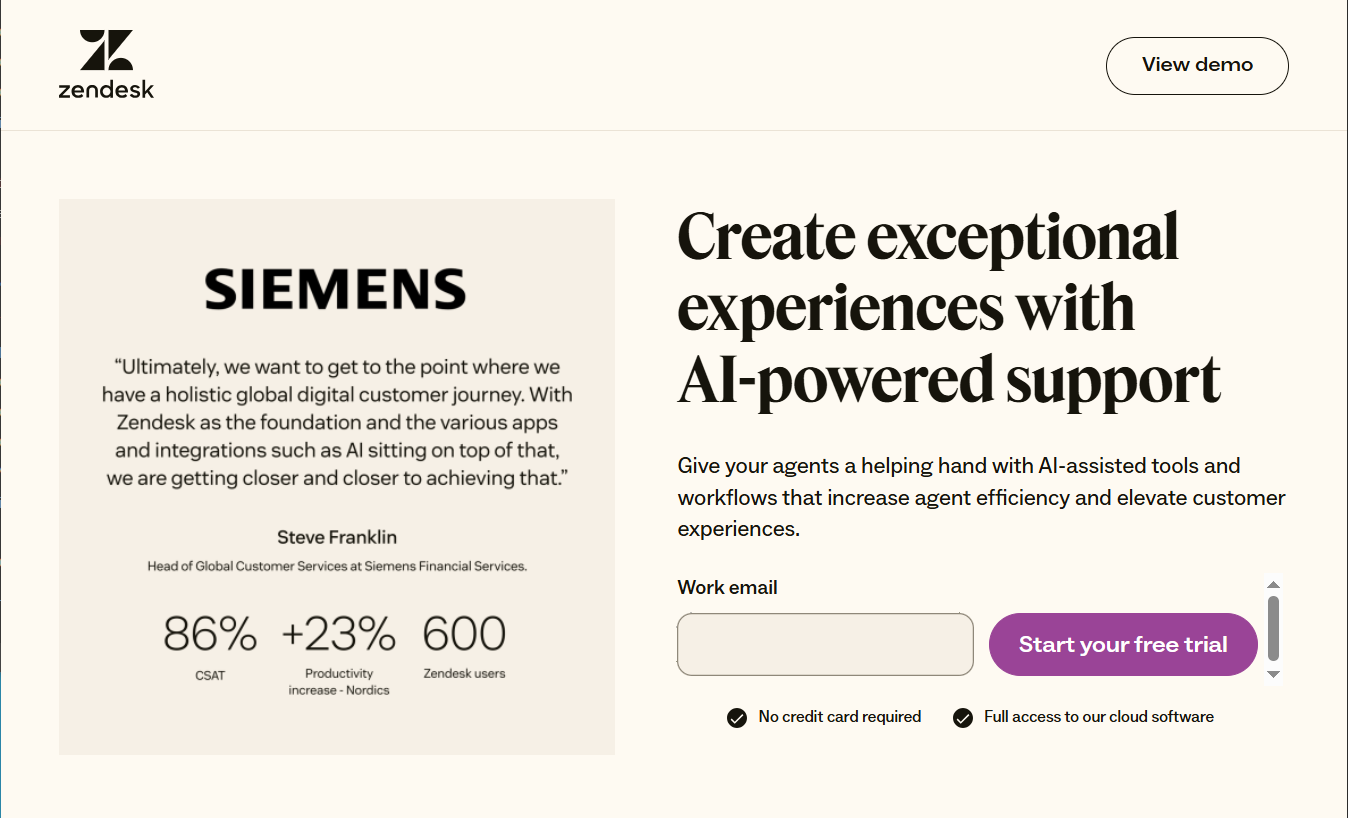 zendesk
View demo
SIEMENS
“Ultimately, we want to get to the point where we
have a holistic global digital customer journey. With
Zendesk as the foundation and the various apps
and integrations such as AI sitting on top of that,
we are getting closer and closer to achieving that.”
Steve Franklin
Head of Global Customer Services at Siemens Financial Services.
86% +23% 600
CSAT Productivity Zendesk users
increase - Nordics
Create exceptional
experiences with
AI-powered support
Give your agents a helping hand with AI-assisted tools and
workflows that increase agent efficiency and elevate customer
experiences.
Work email
Start your free trial
No credit card required Full access to our cloud software